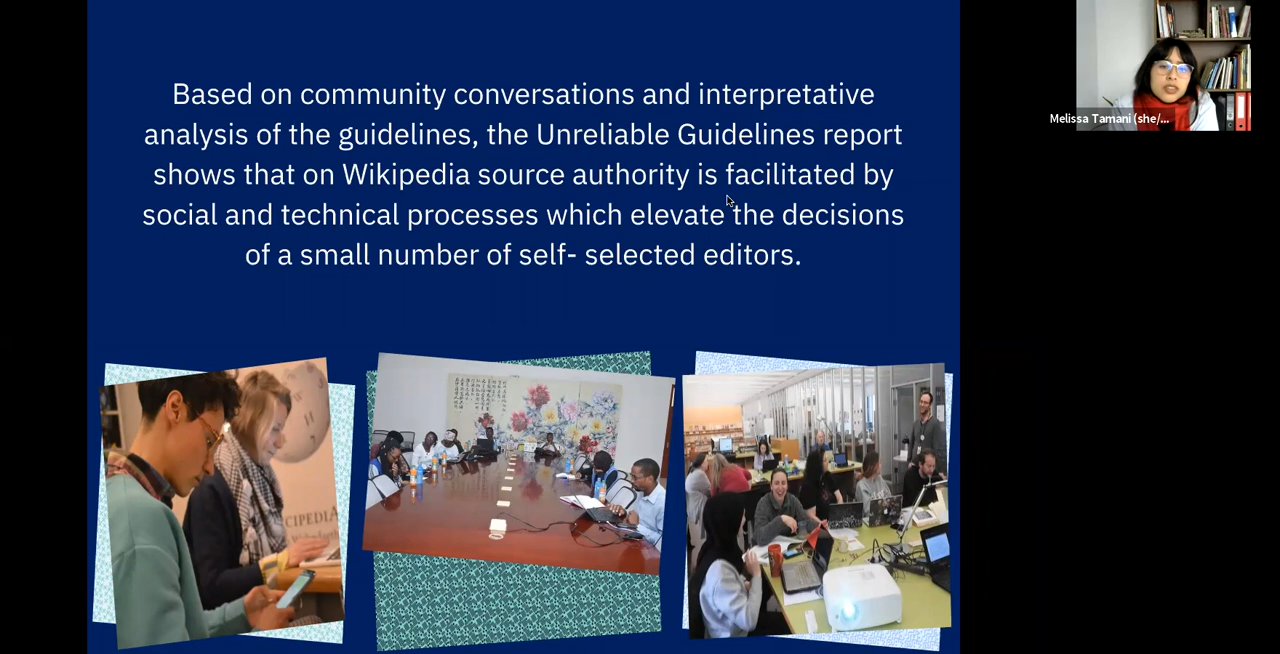 Based on community conversations and interpretative
analysis of the guidelines, the Unreliable Guidelines report
shows that on Wikipedia source authority is facilitated by
social and technical processes which elevate the decisions
of a small number of self- selected editors.
Melissa Tamani (she/...
CIPEDIA